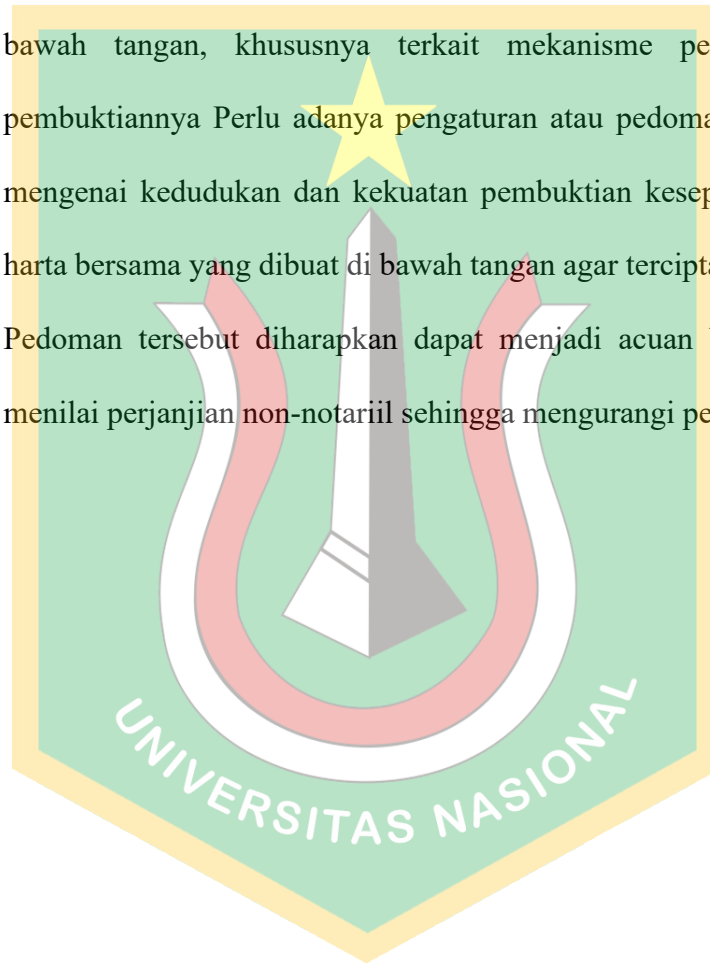 bawah tangan, khususnya terkait mekanisme pe
pembuktiannya Perlu adanya pengaturan atau pedoma
mengenai kedudukan dan kekuatan pembuktian kesep
harta bersama yang dibuat di bawah tangan agar tercipta
Pedoman tersebut diharapkan dapat menjadi acuan
menilai perjanjian non-notariil sehingga mengurangi pe
UNIVERSITAS NASIONAL